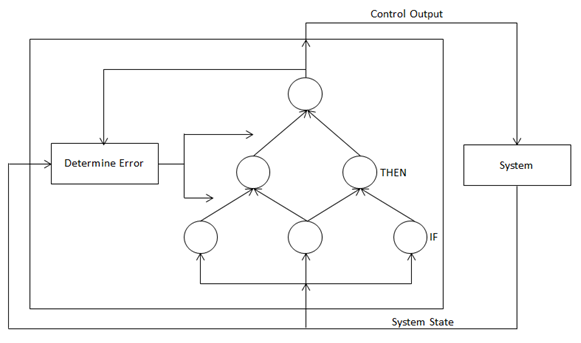 Control Output
Determine Error
THEN
System
IF
System State